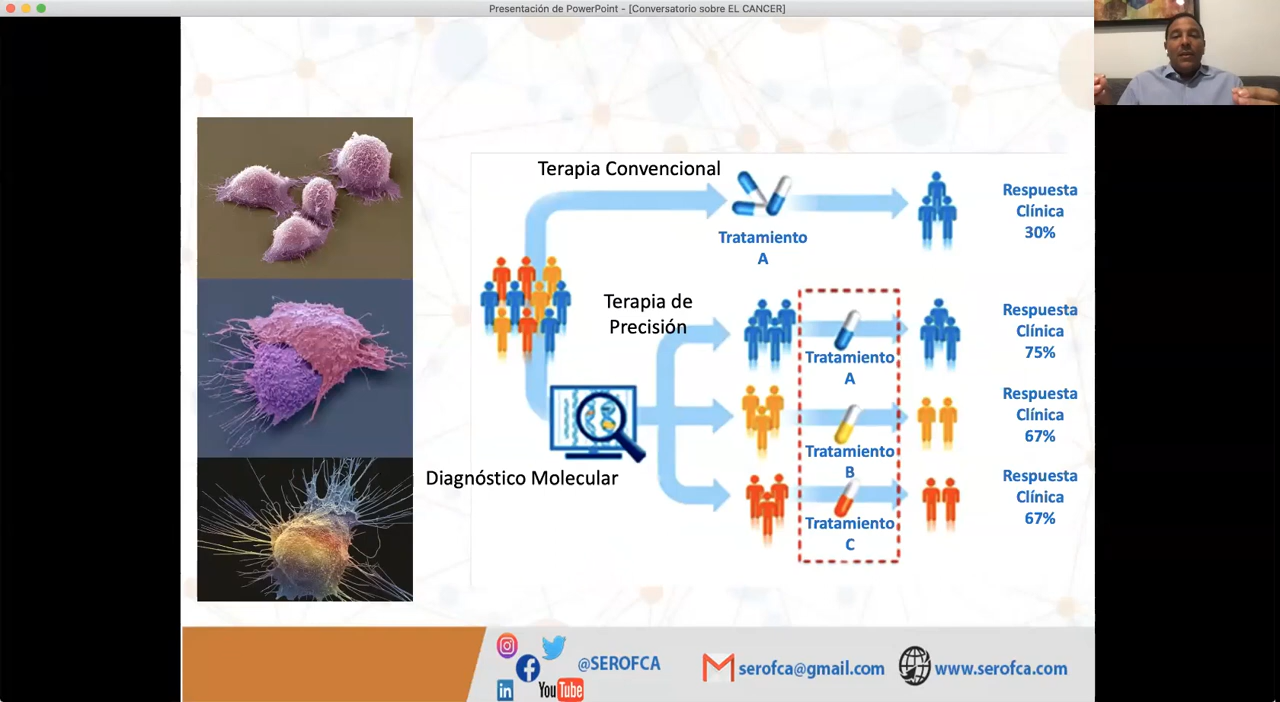 Presentación de PowerPoint - [Conversatorio sobre EL CANCER]
Terapia Convencional
Tratamiento
A
Respuesta
Clínica
30%
Terapia de
Precisión
Tratamiento
A
Respuesta
Clínica
75%
Tratamiento
B
Respuesta
Clínica
67%
Diagnóstico Molecular
Tratamiento
C
Respuesta
Clínica
67%
@SEROFCA
serofca@gmail.com
www.serofca.com
in
YouTube